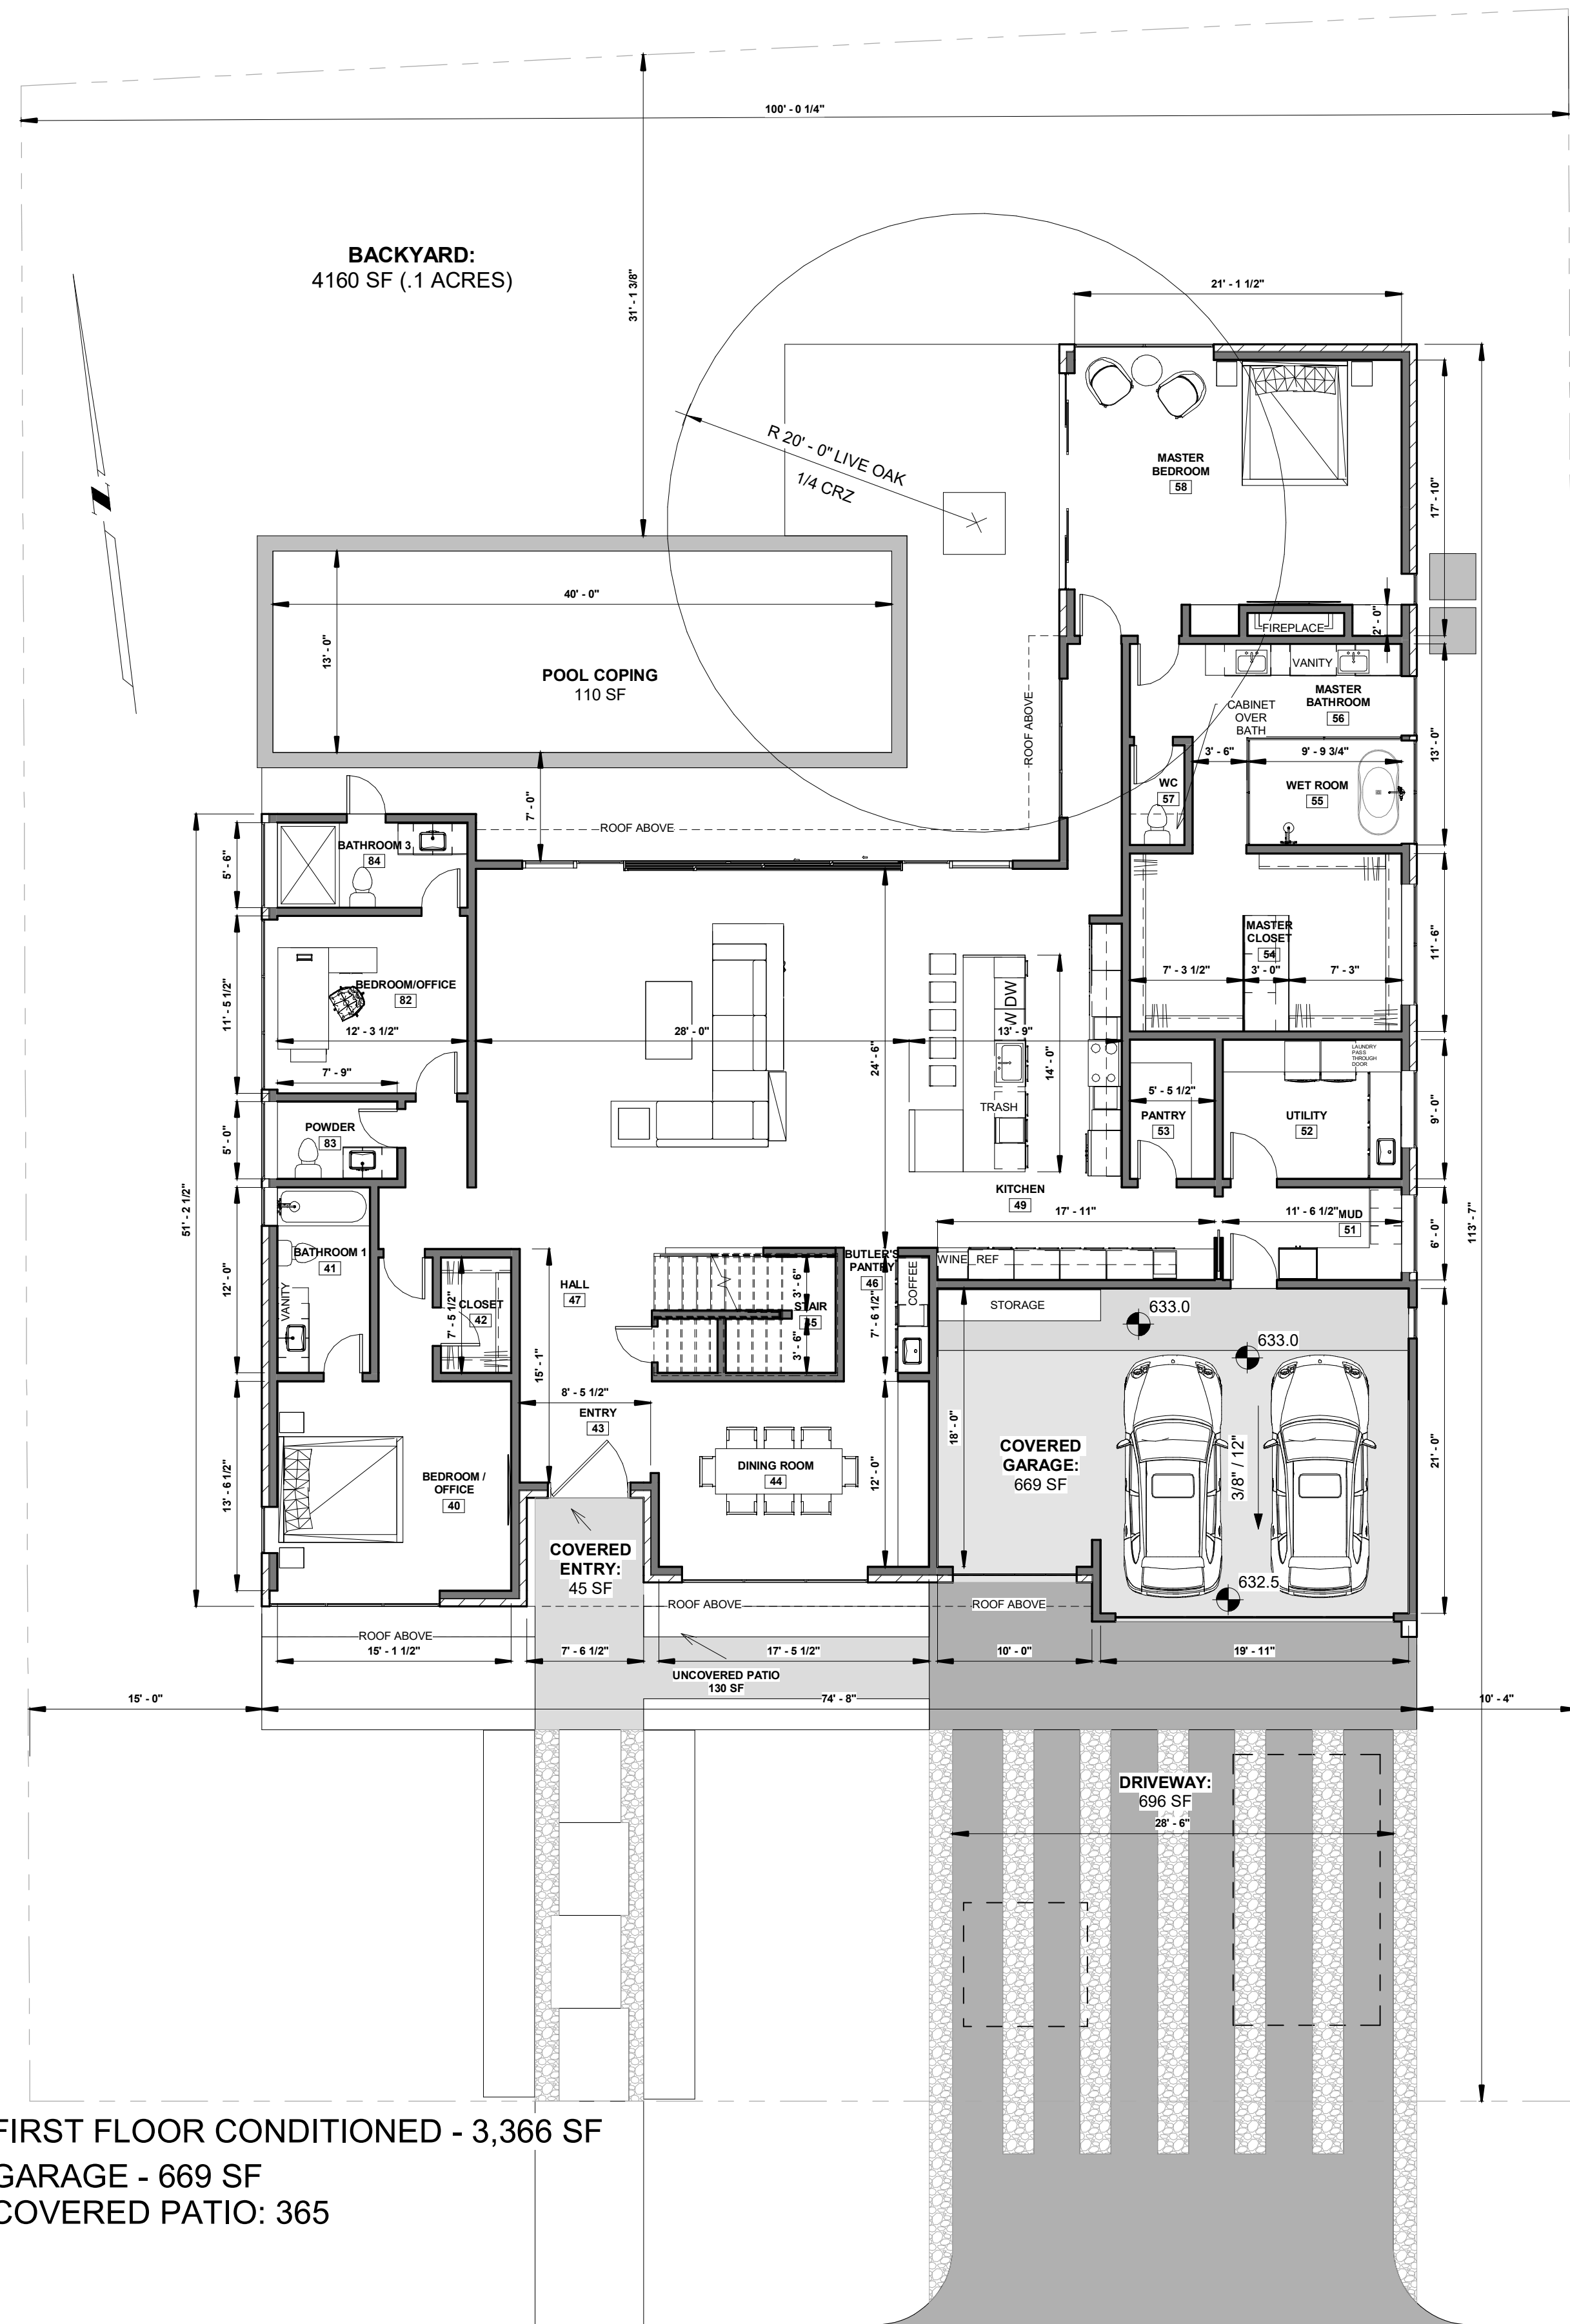 100' - 0 1/4"
BACKYARD:
4160 SF (.1 ACRES)
31' - 1 3/8"
21' - 1 1/2"
R 20' - 0" LIVE OAK
1/4 CRZ
MASTER
BEDROOM
58
17' - 10"
40' - 0"
13' - 0"
2' - 0"
FIREPLACE
POOL COPING
110 SF
VANITY
MASTER
BATHROOM
56
ROOF ABOVE
CABINET
OVER
BATH
3' - 6"
9' - 9 3/4"
13' - 0"
WC
57
WET ROOM
55
7' - 0"
ROOF ABOVE
BATHROOM 3
84
5' - 6"
MASTER
CLOSET
54
11' - 6"
7' - 3 1/2"
3' - 0"
7' - 3"
BEDROOM/OFFICE
82
11' - 5 1/2"
12' - 3 1/2"
28' - 0"
24' - 6"
W DW
13' - 9"
14' - 0"
LAUNDRY
PASS
THROUGH
DOOR
7' - 9"
5' - 5 1/2"
TRASH
PANTRY
53
UTILITY
52
9' - 0"
POWDER
83
5' - 0"
51' - 2 1/2"
KITCHEN
49
17' - 11"
11' - 6 1/2"
MUD
51
6' - 0"
113' - 7"
BATHROOM 1
41
12' - 0"
VANITY
CLOSET
42
7' - 5 1/2"
HALL
47
15' - 1"
3' - 6"
STAIR
45
3' - 6"
BUTLER'S
PANTRY
46
7' - 6 1/2"
COFFEE
WINE REF
STORAGE
633.0
633.0
8' - 5 1/2"
ENTRY
43
18' - 0"
COVERED
GARAGE:
669 SF
3/8" / 12"
21' - 0"
DINING ROOM
44
12' - 0"
BEDROOM /
OFFICE
40
13' - 6 1/2"
COVERED
ENTRY:
45 SF
632.5
ROOF ABOVE
ROOF ABOVE
ROOF ABOVE
15' - 1 1/2"
7' - 6 1/2"
17' - 5 1/2"
10' - 0"
19' - 11"
UNCOVERED PATIO
130 SF
15' - 0"
74' - 8"
10' - 4"
DRIVEWAY:
696 SF
28' - 6"
FIRST FLOOR CONDITIONED - 3,366 SF
GARAGE - 669 SF
COVERED PATIO: 365